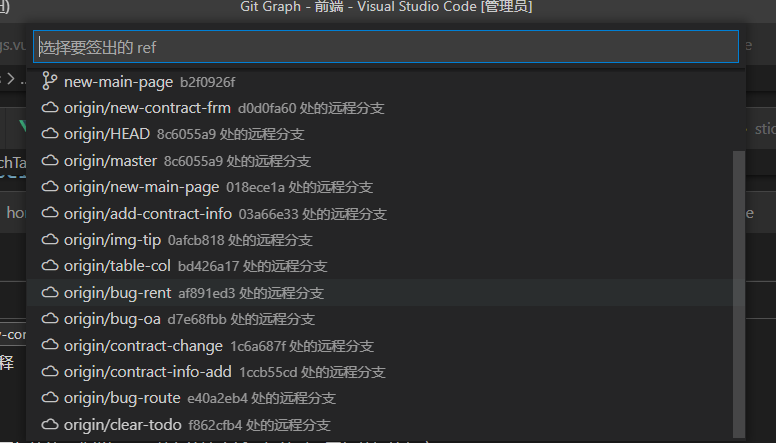 Git Graph - 前端 - Visual Studio Code [管理员]
选择要签出的 ref
new-main-page b2f0926f
origin/new-contract-frm d0d0fa60 处的远程分支
origin/HEAD 8c6055a9 处的远程分支
origin/master 8c6055a9 处的远程分支
origin/new-main-page 018ece1a 处的远程分支
origin/add-contract-info 03a66e33 处的远程分支
origin/img-tip 0afcb818 处的远程分支
origin/table-col bd426a17 处的远程分支
origin/bug-rent af891ed3 处的远程分支
origin/bug-oa d7e68fbb 处的远程分支
origin/contract-change 1c6a687f 处的远程分支
origin/contract-info-add 1ccb55cd 处的远程分支
origin/bug-route e40a2eb4 处的远程分支
origin/clear-todo f862cfb4 处的远程分支